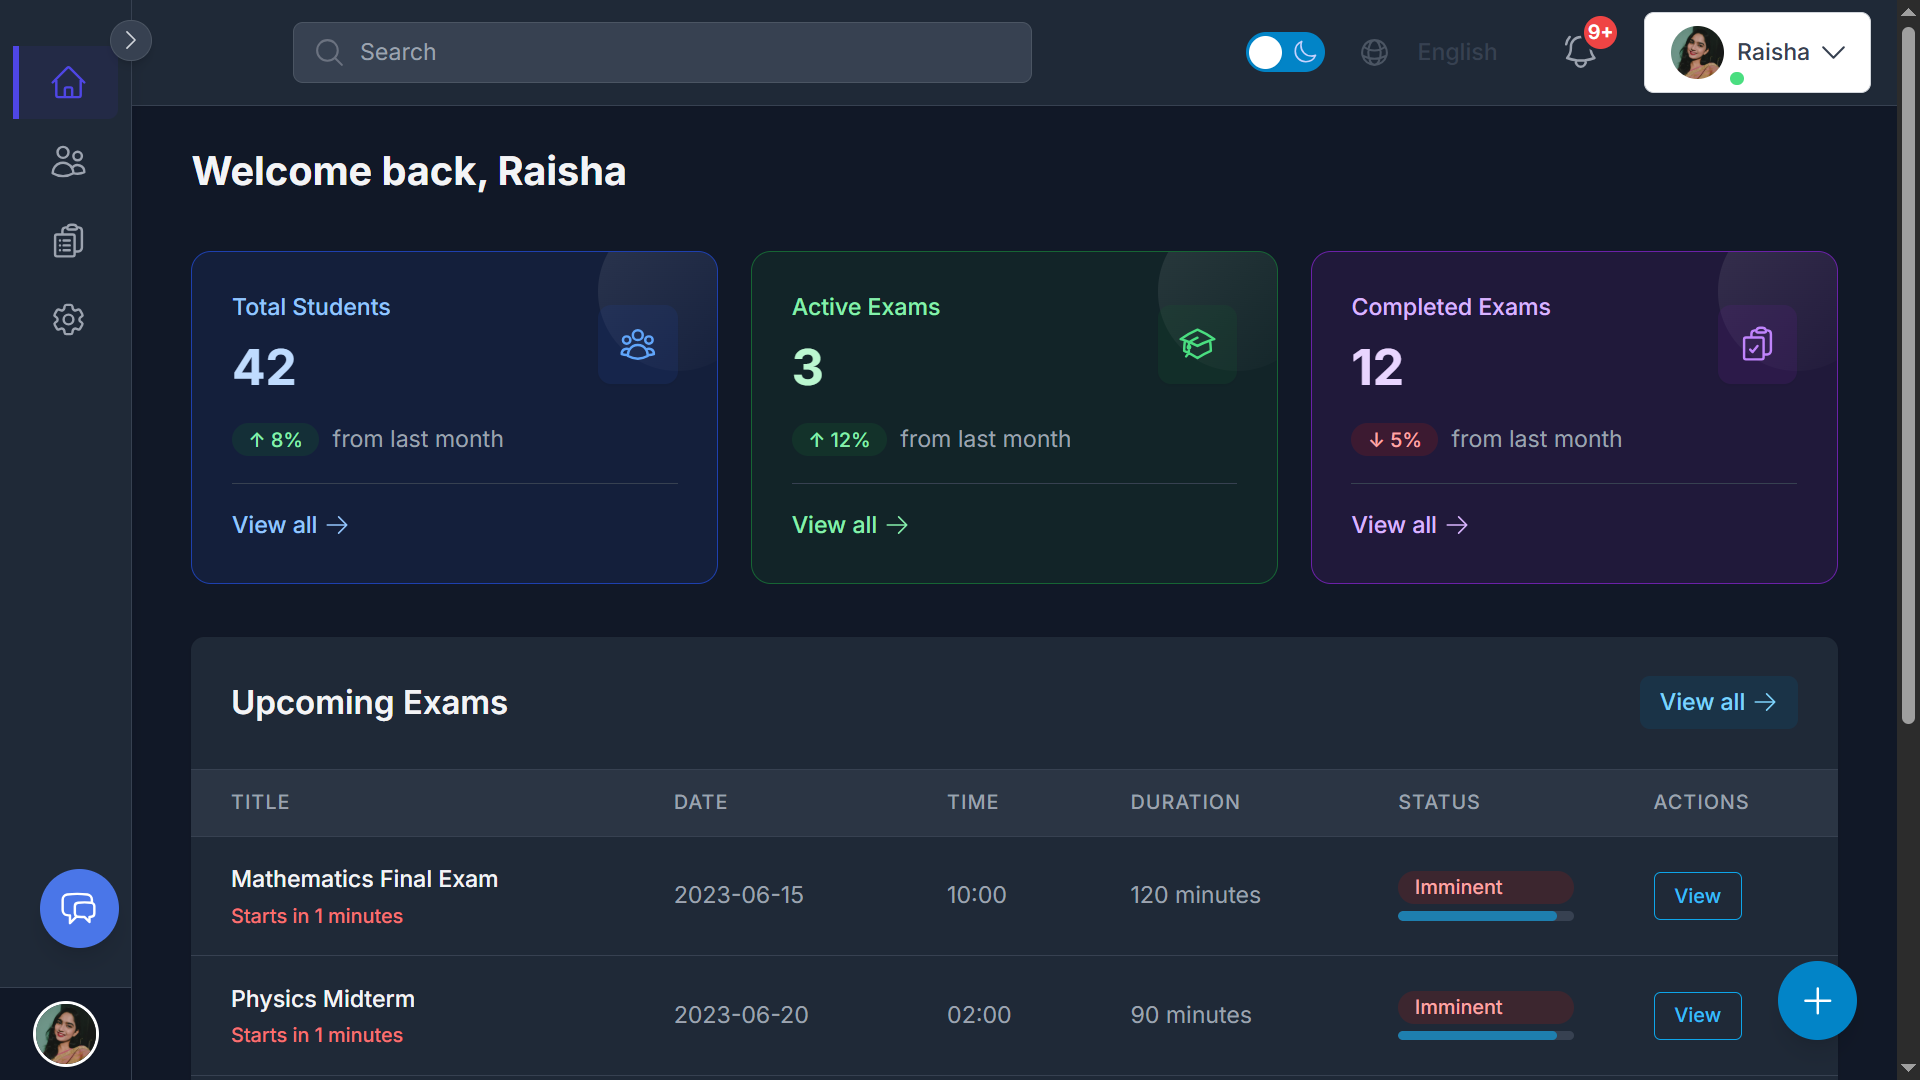 Search
English
9+
Raisha
Welcome back, Raisha
Total Students
42
8% from last month
View all
Active Exams
3
12% from last month
View all
Completed Exams
12
5% from last month
View all
Upcoming Exams
View all
TITLE DATE TIME DURATION STATUS ACTIONS
Mathematics Final Exam
Starts in 1 minutes
2023-06-15 10:00 120 minutes Imminent View
Physics Midterm
Starts in 1 minutes
2023-06-20 02:00 90 minutes Imminent View